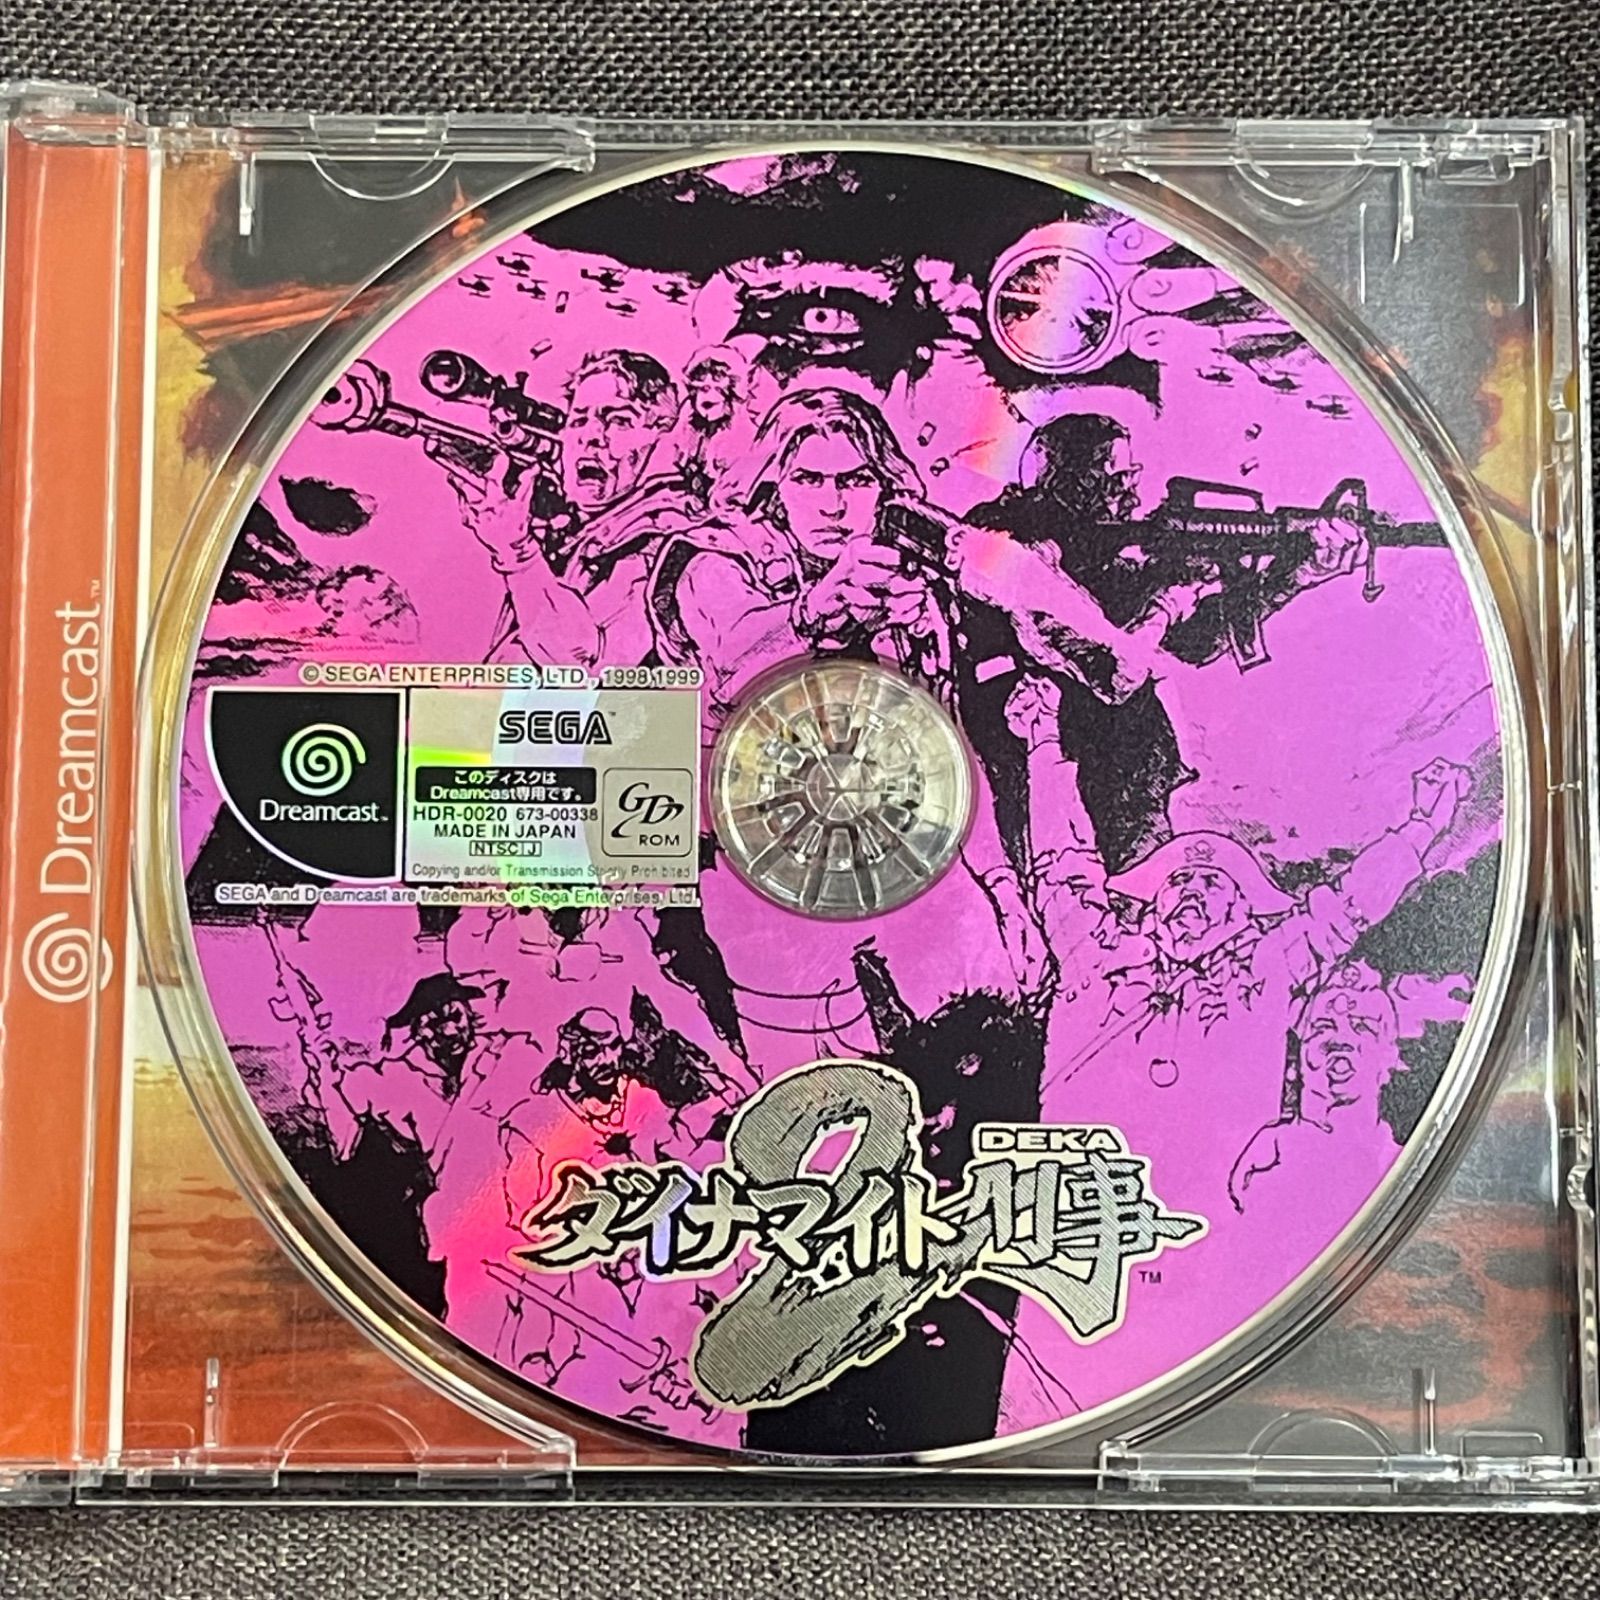 Dreamcast™
© SEGA ENTERPRISES, LTD., 1998,1999
Dreamcast™
SEGA™
このディスクは
Dreamcast専用です。
HDR-0020 673-00338
MADE IN JAPAN
NTSC J
GD
ROM
Copying and/or Transmission Strictly Prohibited
SEGA and Dreamcast are trademarks of Sega Enterprises, Ltd.
DEKA
ダイナマイト刑事
2
™